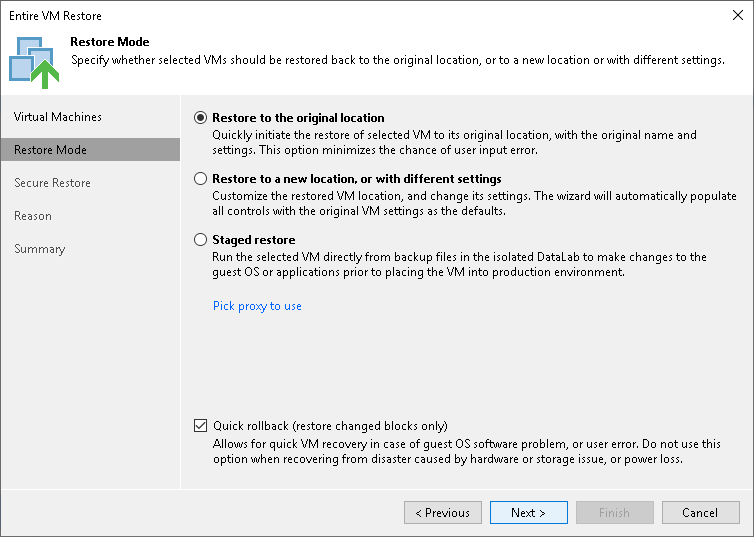 Entire VM Restore
Restore Mode
Specify whether selected VMs should be restored back to the original location, or to a new location or with different settings.
Virtual Machines
Restore Mode
Secure Restore
Reason
Summary
Restore to the original location
Quickly initiate the restore of selected VM to its original location, with the original name and
settings. This option minimizes the chance of user input error.
Restore to a new location, or with different settings
Customize the restored VM location, and change its settings. The wizard will automatically populate
all controls with the original VM settings as the defaults.
Staged restore
Run the selected VM directly from backup files in the isolated DataLab to make changes to the
guest OS or applications prior to placing the VM into production environment.
Pick proxy to use
Quick rollback (restore changed blocks only)
Allows for quick VM recovery in case of guest OS software problem, or user error. Do not use this
option when recovering from disaster caused by hardware or storage issue, or power loss.
< Previous
Next >
Finish
Cancel